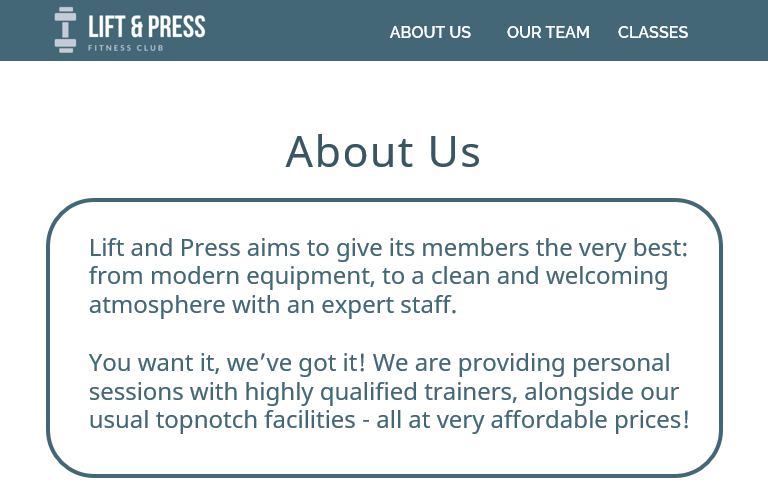 LIFT & PRESS
FITNESS CLUB
ABOUT US OUR TEAM CLASSES
About Us
Lift and Press aims to give its members the very best:
from modern equipment, to a clean and welcoming
atmosphere with an expert staff.
You want it, we’ve got it! We are providing personal
sessions with highly qualified trainers, alongside our
usual topnotch facilities - all at very affordable prices!